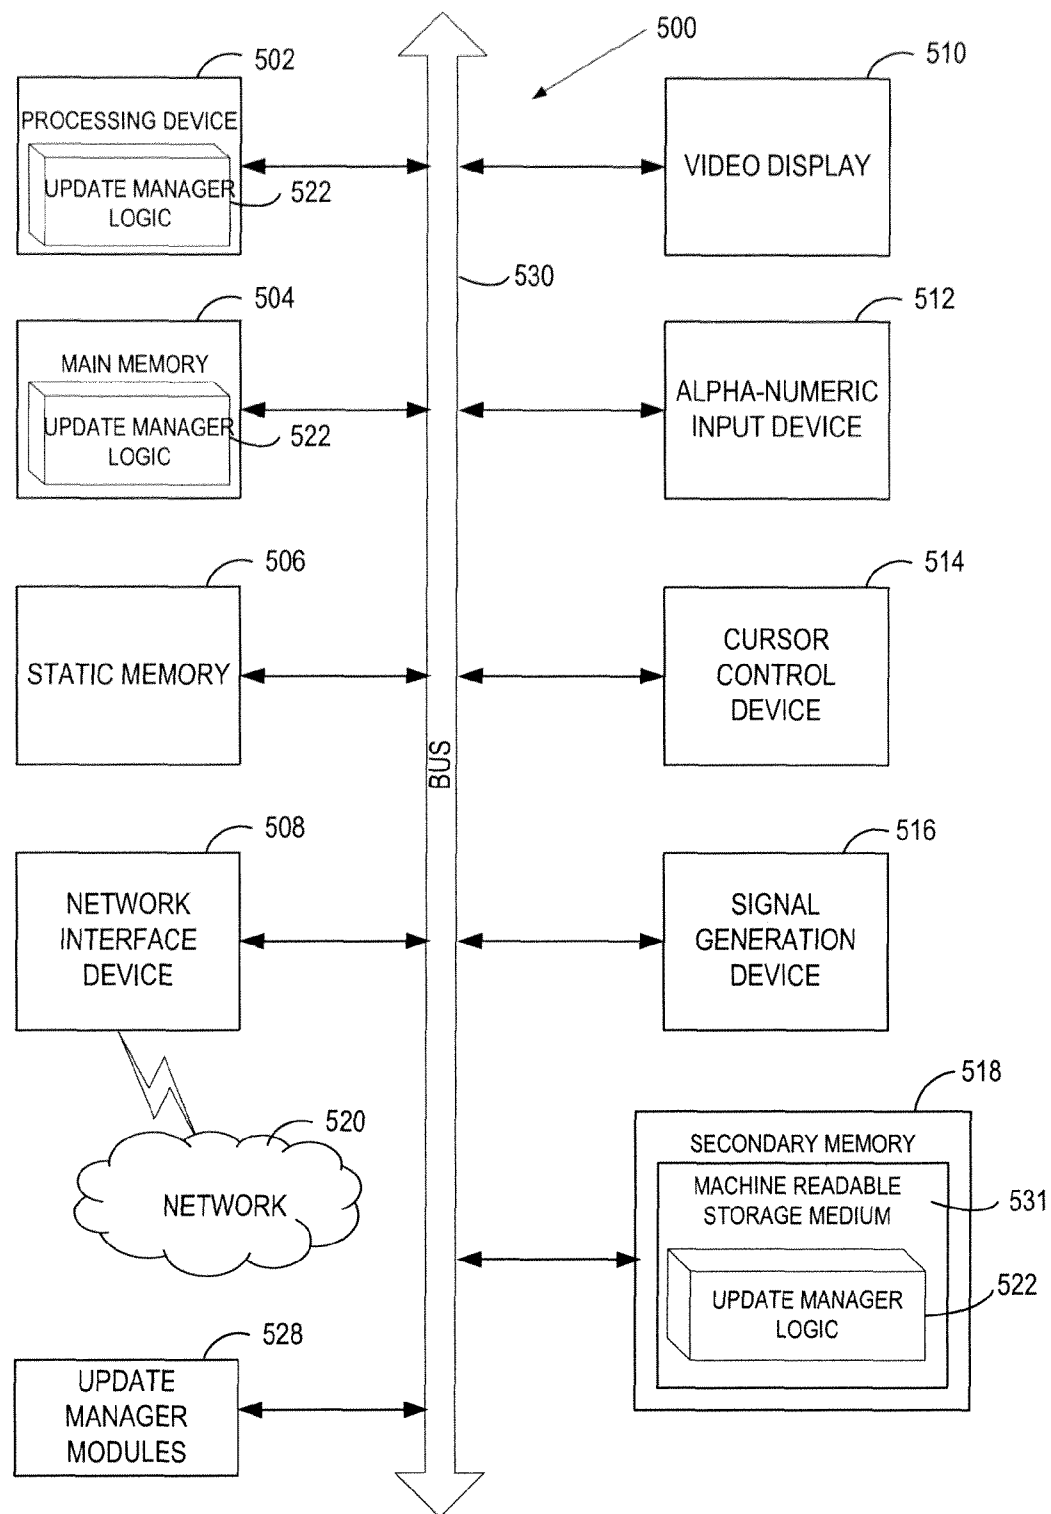 500
502
PROCESSING DEVICE
UPDATE MANAGER
LOGIC
522
504
MAIN MEMORY
UPDATE MANAGER
LOGIC
522
506
STATIC MEMORY
508
NETWORK
INTERFACE
DEVICE
520
NETWORK
528
UPDATE
MANAGER
MODULES
530
BUS
510
VIDEO DISPLAY
512
ALPHA-NUMERIC
INPUT DEVICE
514
CURSOR
CONTROL
DEVICE
516
SIGNAL
GENERATION
DEVICE
518
SECONDARY MEMORY
MACHINE READABLE
STORAGE MEDIUM
531
UPDATE MANAGER
LOGIC
522